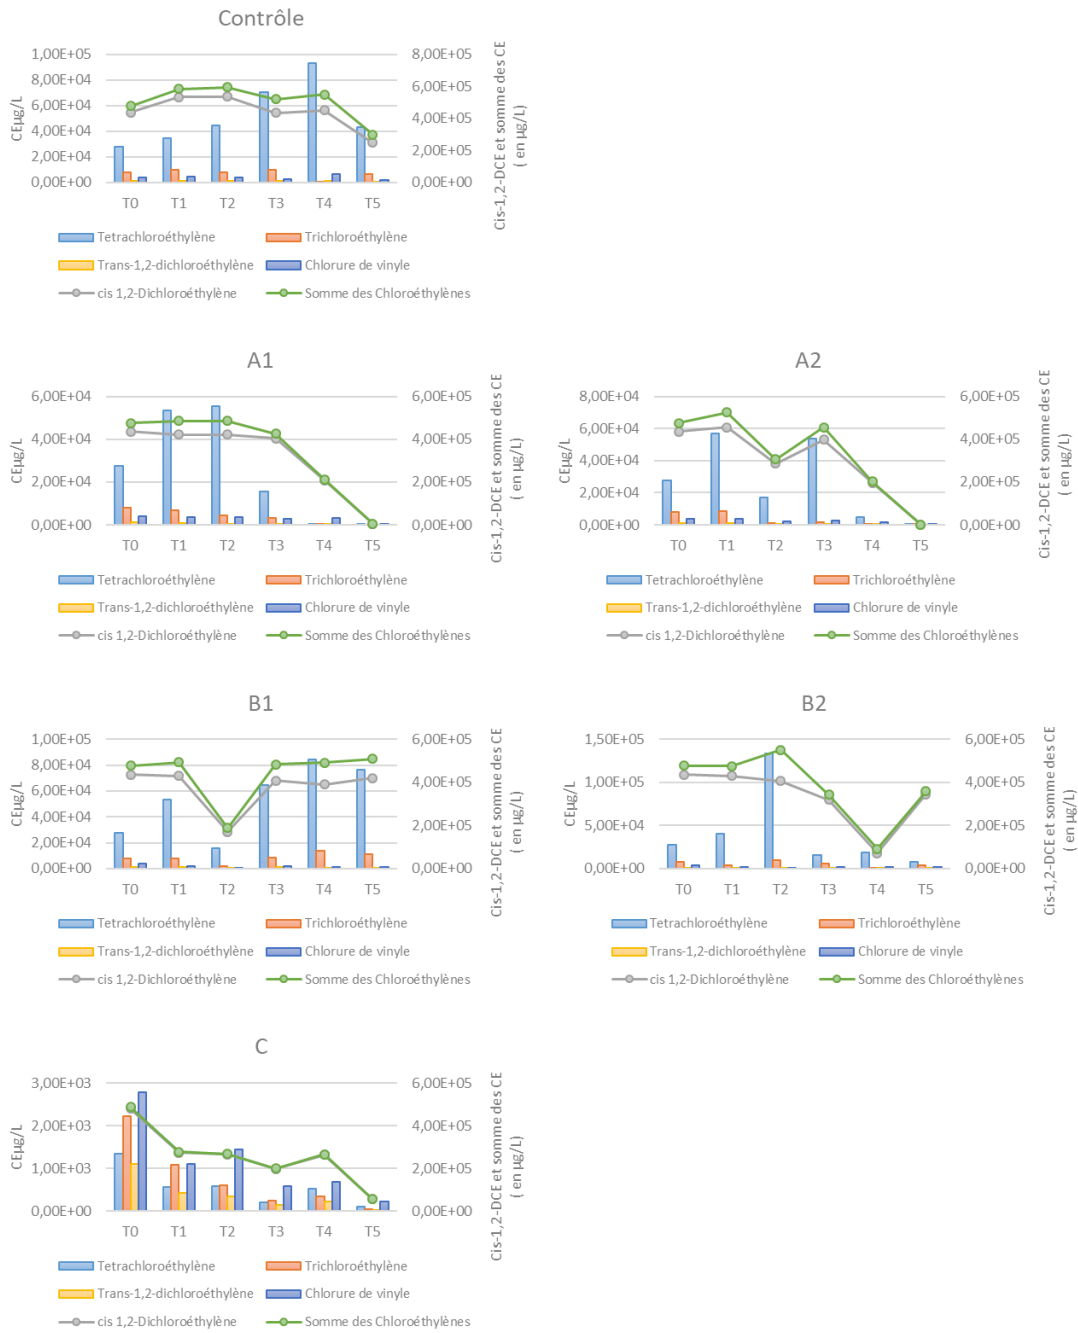 Contrôle
CEµg/L
1,00E+05
8,00E+04
6,00E+04
4,00E+04
2,00E+04
0,00E+00
8,00E+05
6,00E+05
4,00E+05
2,00E+05
0,00E+00
Cis-1,2-DCE et somme des CE
( en µg/L)
T0 T1 T2 T3 T4 T5
Tetrachloroéthylène Trichloroéthylène
Trans-1,2-dichloroéthylène Chlorure de vinyle
cis 1,2-Dichloroéthylène Somme des Chloroéthylènes
A1
CEµg/L
6,00E+04
4,00E+04
2,00E+04
0,00E+00
6,00E+05
4,00E+05
2,00E+05
0,00E+00
Cis-1,2-DCE et somme des CE
( en µg/L)
T0 T1 T2 T3 T4 T5
Tetrachloroéthylène Trichloroéthylène
Trans-1,2-dichloroéthylène Chlorure de vinyle
cis 1,2-Dichloroéthylène Somme des Chloroéthylènes
A2
CEµg/L
8,00E+04
6,00E+04
4,00E+04
2,00E+04
0,00E+00
6,00E+05
4,00E+05
2,00E+05
0,00E+00
Cis-1,2-DCE et somme des CE
( en µg/L)
T0 T1 T2 T3 T4 T5
Tetrachloroéthylène Trichloroéthylène
Trans-1,2-dichloroéthylène Chlorure de vinyle
cis 1,2-Dichloroéthylène Somme des Chloroéthylènes
B1
CEµg/L
1,00E+05
8,00E+04
6,00E+04
4,00E+04
2,00E+04
0,00E+00
6,00E+05
4,00E+05
2,00E+05
0,00E+00
Cis-1,2-DCE et somme des CE
( en µg/L)
T0 T1 T2 T3 T4 T5
Tetrachloroéthylène Trichloroéthylène
Trans-1,2-dichloroéthylène Chlorure de vinyle
cis 1,2-Dichloroéthylène Somme des Chloroéthylènes
B2
CEµg/L
1,50E+05
1,00E+05
5,00E+04
0,00E+00
6,00E+05
4,00E+05
2,00E+05
0,00E+00
Cis-1,2-DCE et somme des CE
( en µg/L)
T0 T1 T2 T3 T4 T5
Tetrachloroéthylène Trichloroéthylène
Trans-1,2-dichloroéthylène Chlorure de vinyle
cis 1,2-Dichloroéthylène Somme des Chloroéthylènes
C
CEµg/L
3,00E+03
2,00E+03
1,00E+03
0,00E+00
6,00E+05
4,00E+05
2,00E+05
0,00E+00
Cis-1,2-DCE et somme des CE
( en µg/L)
T0 T1 T2 T3 T4 T5
Tetrachloroéthylène Trichloroéthylène
Trans-1,2-dichloroéthylène Chlorure de vinyle
cis 1,2-Dichloroéthylène Somme des Chloroéthylènes